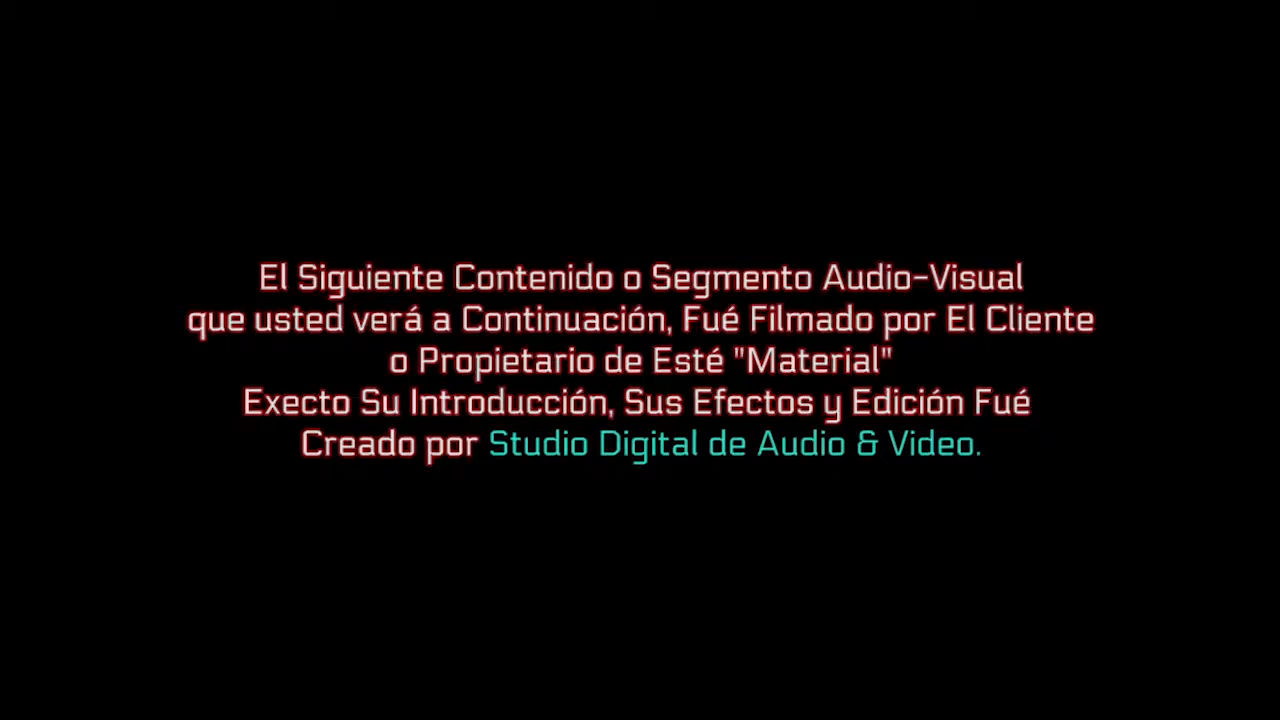 El Siguiente Contenido o Segmento Audio-Visual
que usted verá a Continuación, Fué Filmado por El Cliente
o Propietario de Esté "Material"
Execto Su Introducción, Sus Efectos y Edición Fué
Creado por Studio Digital de Audio & Video.